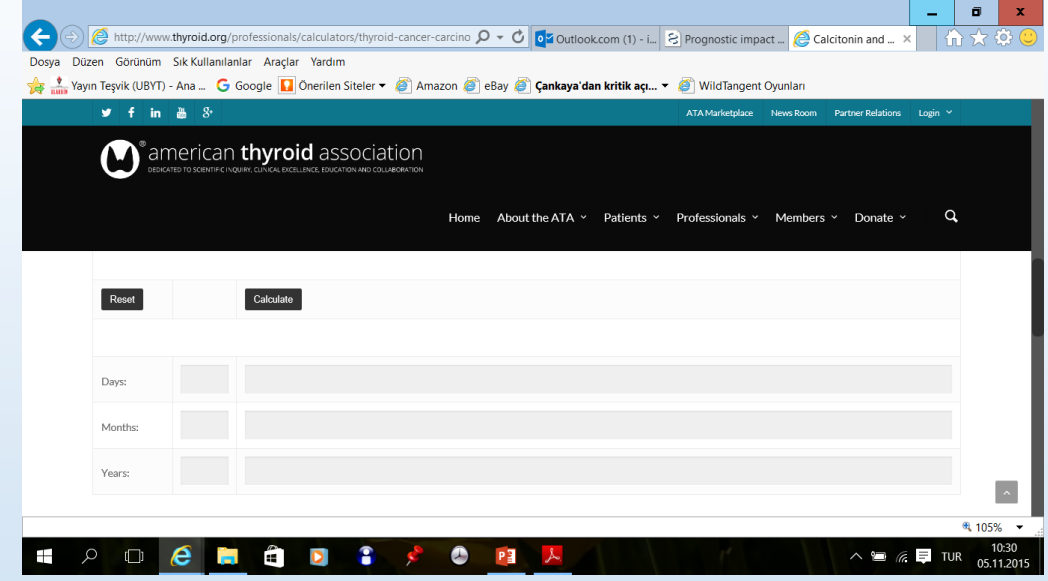 http://www.thyroid.org/professionals/calculators/thyroid-cancer-carcino
Outlook.com (1) - i...
Prognostic impact ...
Calcitonin and ...
Dosya Düzen Görünüm Sık Kullanılanlar Araçlar Yardım
Yayın Teşvik (UBYT) - Ana ... Google Önerilen Siteler Amazon eBay Çankaya'dan kritik açı... WildTangent Oyunları
ATA Marketplace News Room Partner Relations Login
american thyroid association
DEDICATED TO SCIENTIFIC INQUIRY, CLINICAL EXCELLENCE, EDUCATION AND COLLABORATION
Home About the ATA Patients Professionals Members Donate
Reset Calculate
Days:
Months:
Years:
105%
TUR 10:30
05.11.2015